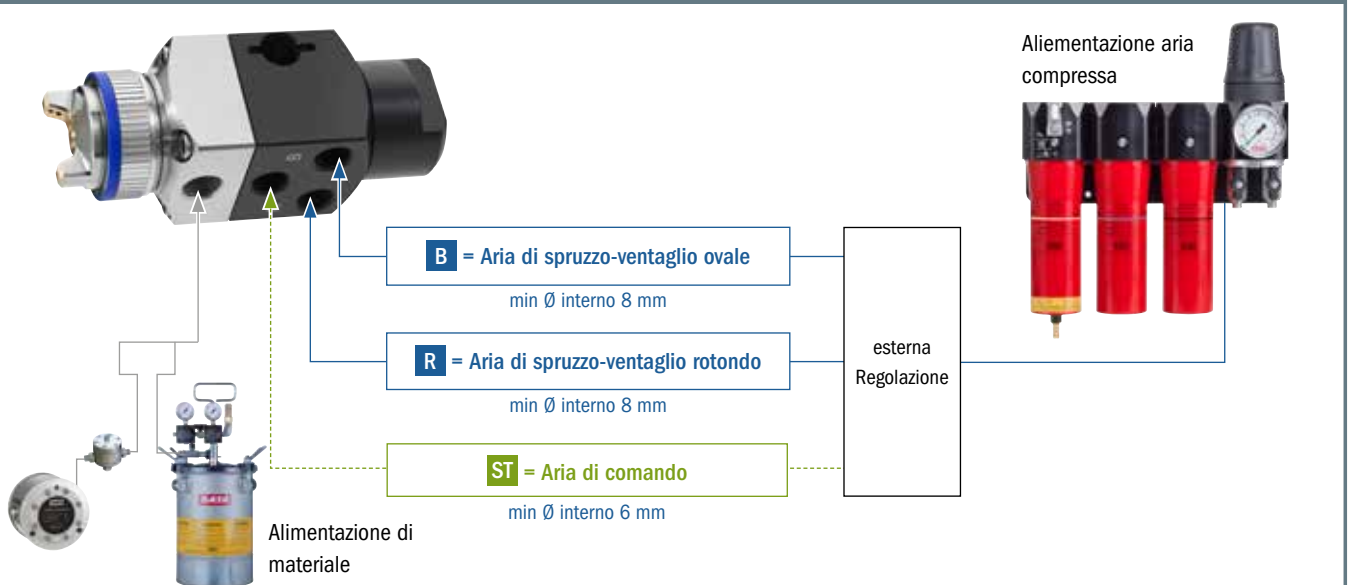 Aliementazione aria
compressa
B = Aria di spruzzo-ventaglio ovale
min Ø interno 8 mm
R = Aria di spruzzo-ventaglio rotondo
min Ø interno 8 mm
ST = Aria di comando
min Ø interno 6 mm
esterna
Regolazione
SATA
Alimentazione di
materiale